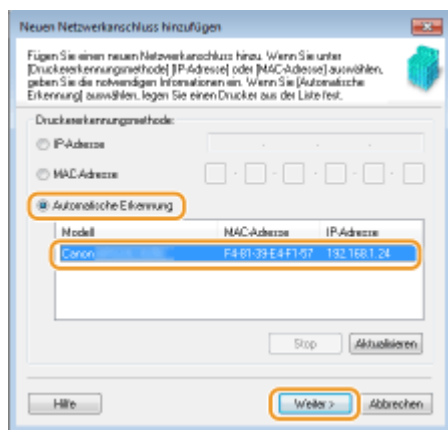 Neuen Netzwerkanschluss hinzufügen
Fügen Sie einen neuen Netzwerkanschluss hinzu. Wenn Sie unter
[Druckererkennungsmethode] [IP-Adresse] oder [MAC-Adresse] auswählen,
geben Sie die notwendigen Informationen ein. Wenn Sie [Automatische
Erkennung] auswählen, legen Sie einen Drucker aus der Liste fest.
Druckererkennungsmethode:
IP-Adresse
MAC-Adresse
Automatische Erkennung
Modell MAC-Adresse IP-Adresse
Canon F4-81-39-E4-F1-57 192.168.1.24
Stop Aktualisieren
Hilfe Weiter > Abbrechen